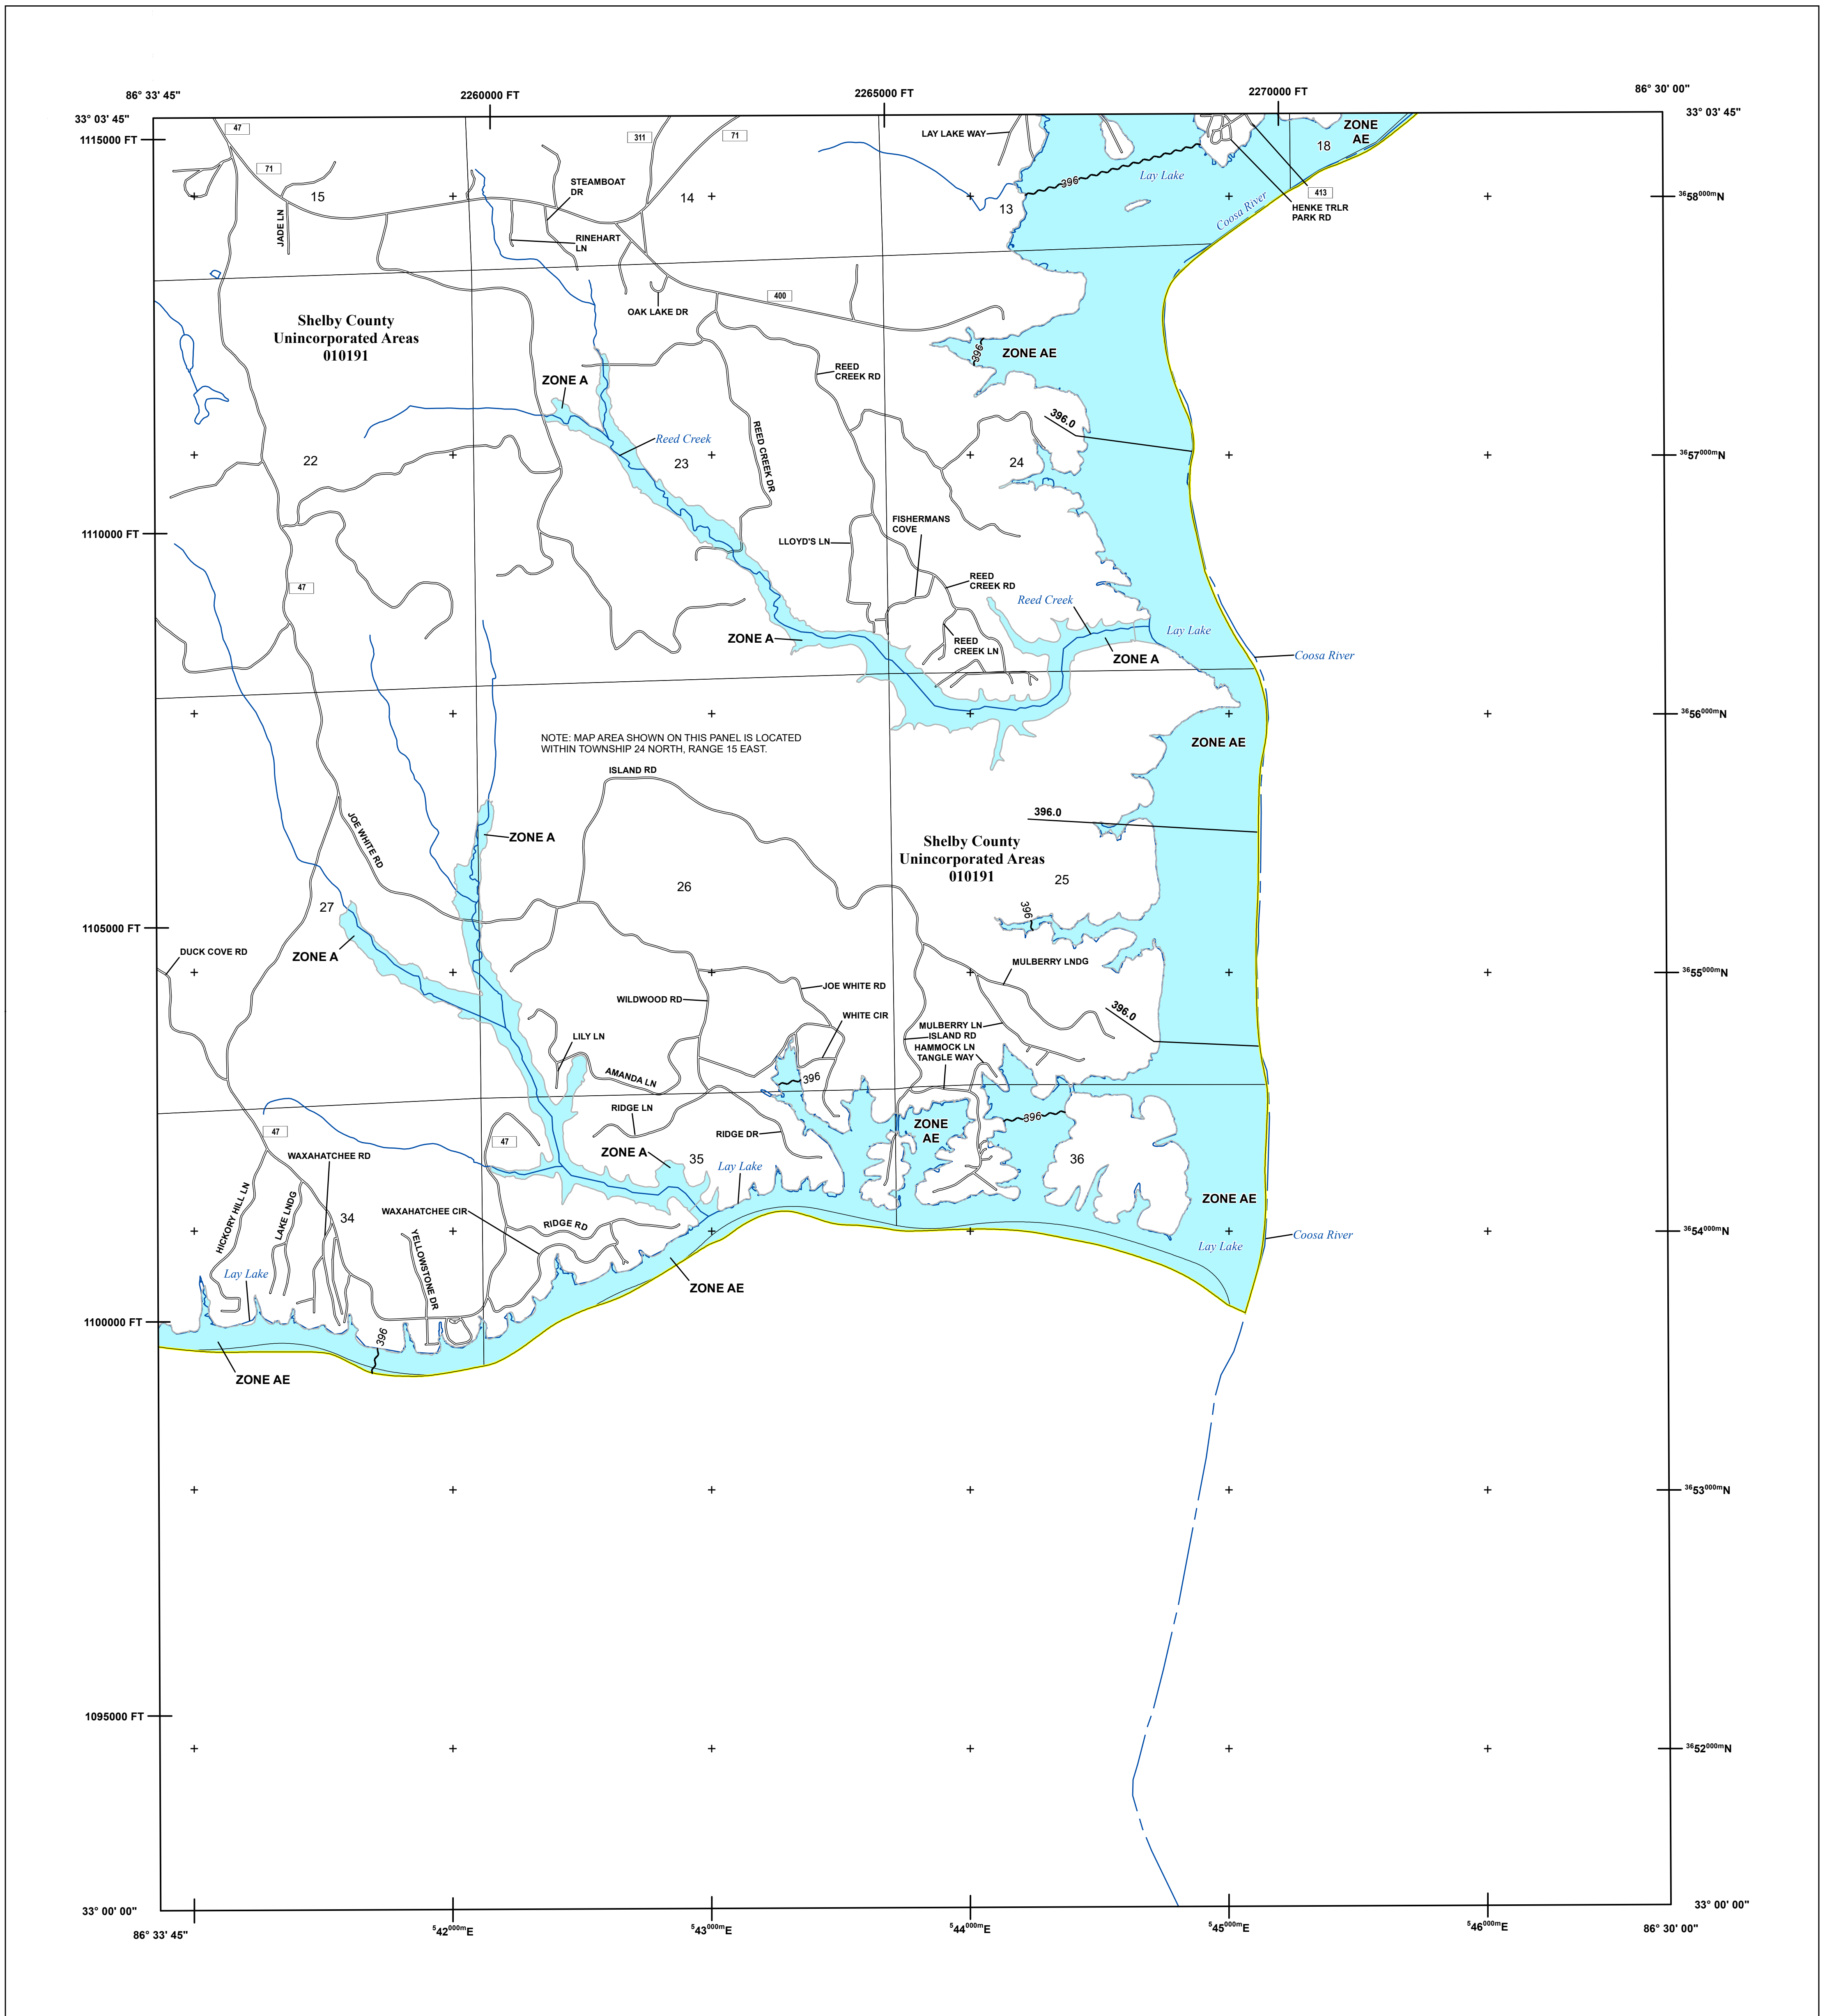 86° 33' 45"
2260000 FT
2265000 FT
2270000 FT
86° 30' 00"
33° 03' 45"
33° 03' 45"
1115000 FT
47
311
71
LAY LAKE WAY
ZONE
AE
18
71
15
STEAMBOAT
DR
14
396
Lay Lake
413
3658000mN
13
Coosa River
HENKE TRLR
PARK RD
JADE LN
RINEHART
LN
400
OAK LAKE DR
Shelby County
Unincorporated Areas
010191
396
ZONE AE
REED
CREEK RD
ZONE A
396.0
Reed Creek
REED CREEK DR
22
23
24
3657000mN
FISHERMANS
COVE
1110000 FT
LLOYD'S LN
47
REED
CREEK RD
Reed Creek
ZONE A
Lay Lake
REED
CREEK LN
ZONE A
Coosa River
3656000mN
NOTE: MAP AREA SHOWN ON THIS PANEL IS LOCATED
WITHIN TOWNSHIP 24 NORTH, RANGE 15 EAST.
ZONE AE
ISLAND RD
396.0
JOE WHITE RD
ZONE A
Shelby County
Unincorporated Areas
010191
25
26
27
396
1105000 FT
DUCK COVE RD
ZONE A
MULBERRY LNDG
3655000mN
JOE WHITE RD
WILDWOOD RD
396.0
WHITE CIR
MULBERRY LN
ISLAND RD
LILY LN
HAMMOCK LN
TANGLE WAY
AMANDA LN
396
RIDGE LN
396
ZONE
AE
47
RIDGE DR
47
WAXAHATCHEE RD
ZONE A
35
Lay Lake
36
HICKORY HILL LN
LAKE LNDG
ZONE AE
WAXAHATCHEE CIR
34
RIDGE RD
YELLOWSTONE DR
Coosa River
3654000mN
Lay Lake
Lay Lake
ZONE AE
1100000 FT
396
ZONE AE
3653000mN
1095000 FT
3652000mN
33° 00' 00"
33° 00' 00"
86° 33' 45"
542000mE
543000mE
544000mE
545000mE
546000mE
86° 30' 00"